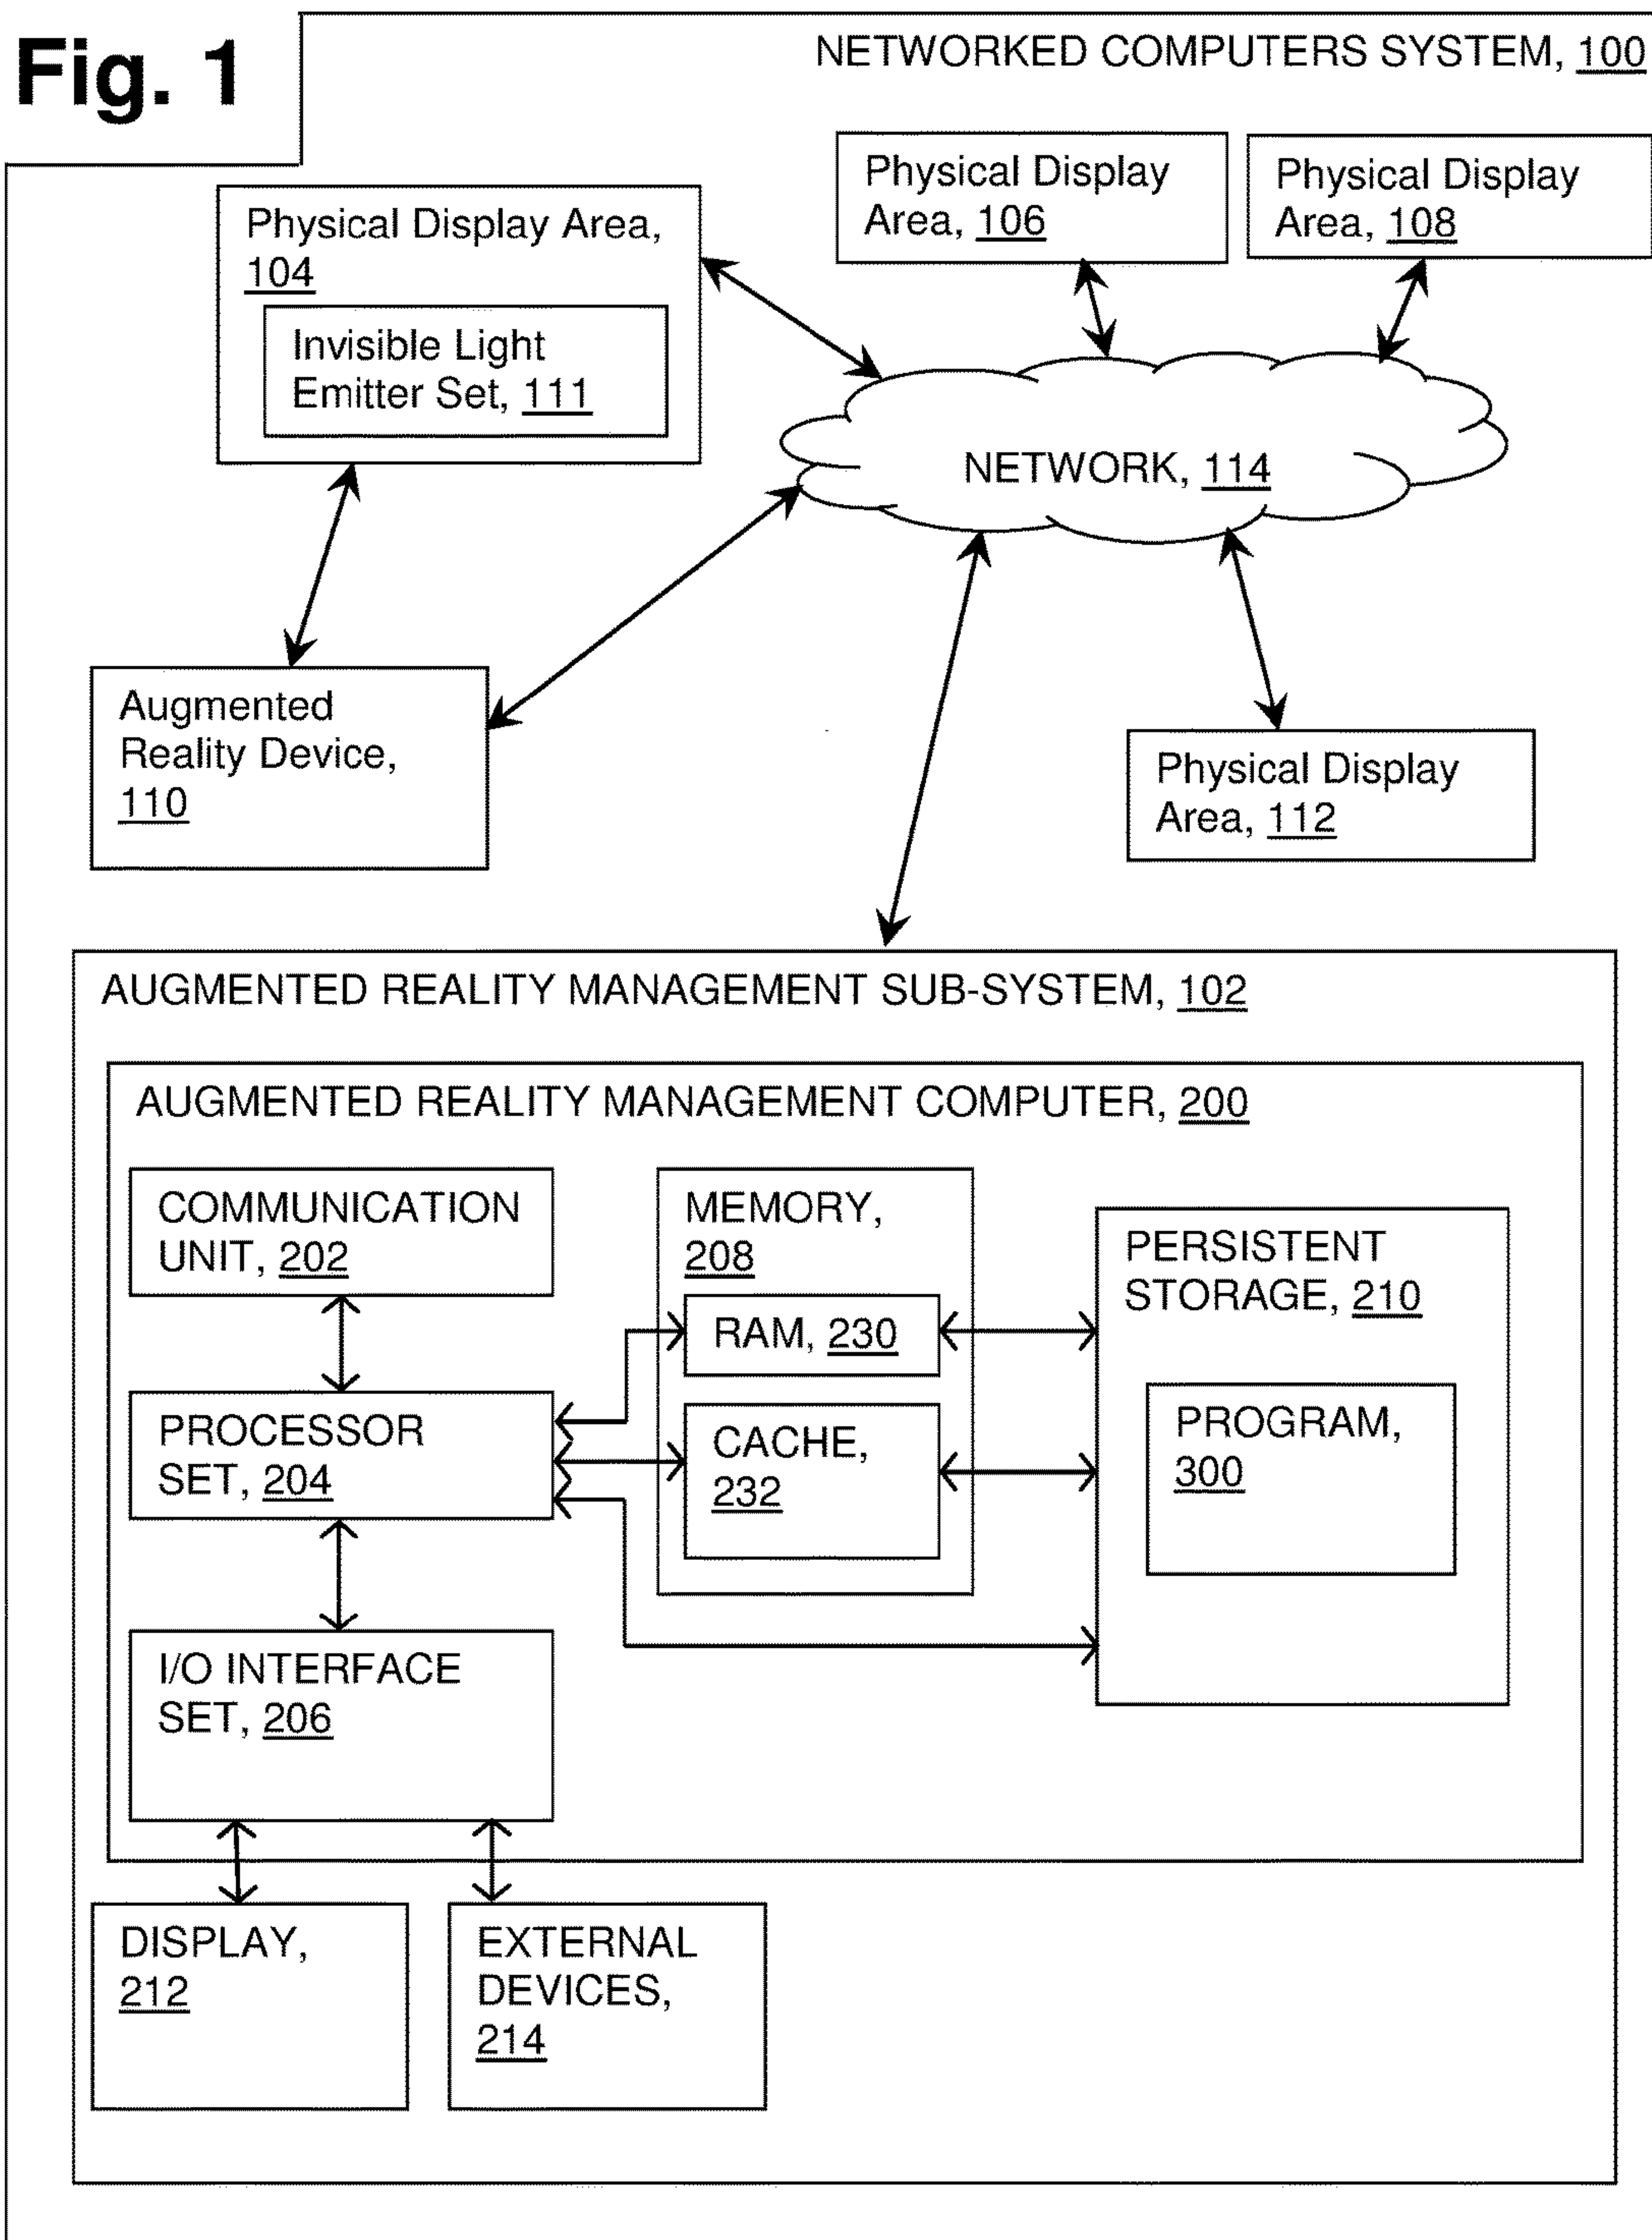 Fig. 1
NETWORKED COMPUTERS SYSTEM, 100
Physical Display Area,
104
Invisible Light
Emitter Set, 111
Physical Display
Area, 106
Physical Display
Area, 108
NETWORK, 114
Augmented
Reality Device,
110
Physical Display
Area, 112
AUGMENTED REALITY MANAGEMENT SUB-SYSTEM, 102
AUGMENTED REALITY MANAGEMENT COMPUTER, 200
COMMUNICATION
UNIT, 202
MEMORY,
208
RAM, 230
CACHE,
232
PERSISTENT
STORAGE, 210
PROGRAM,
300
PROCESSOR
SET, 204
I/O INTERFACE
SET, 206
DISPLAY,
212
EXTERNAL
DEVICES,
214